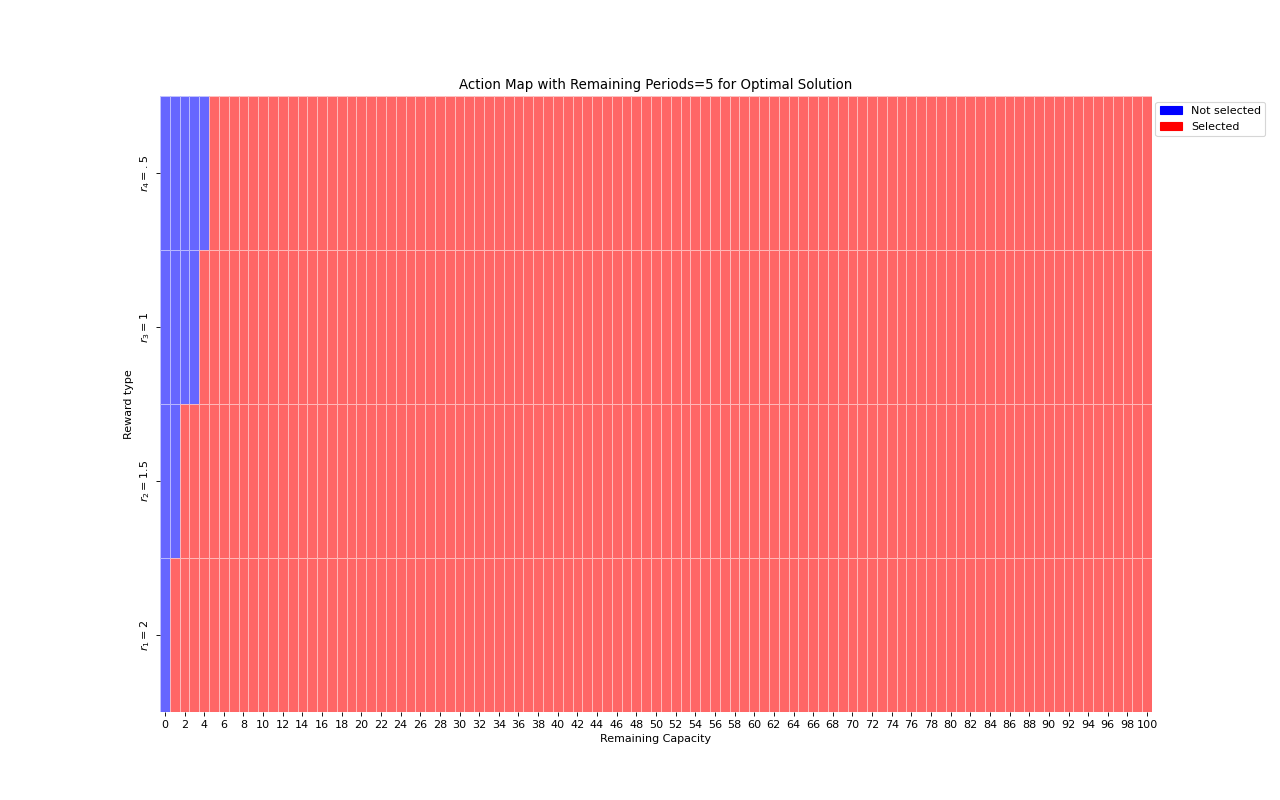 Action Map with Remaining Periods=5 for Optimal Solution
Not selected
Selected
Reward type
r₄ = .5
r₃ = 1
r₂ = 1.5
r₁ = 2
0 2 4 6 8 10 12 14 16 18 20 22 24 26 28 30 32 34 36 38 40 42 44 46 48 50 52 54 56 58 60 62 64 66 68 70 72 74 76 78 80 82 84 86 88 90 92 94 96 98 100
Remaining Capacity